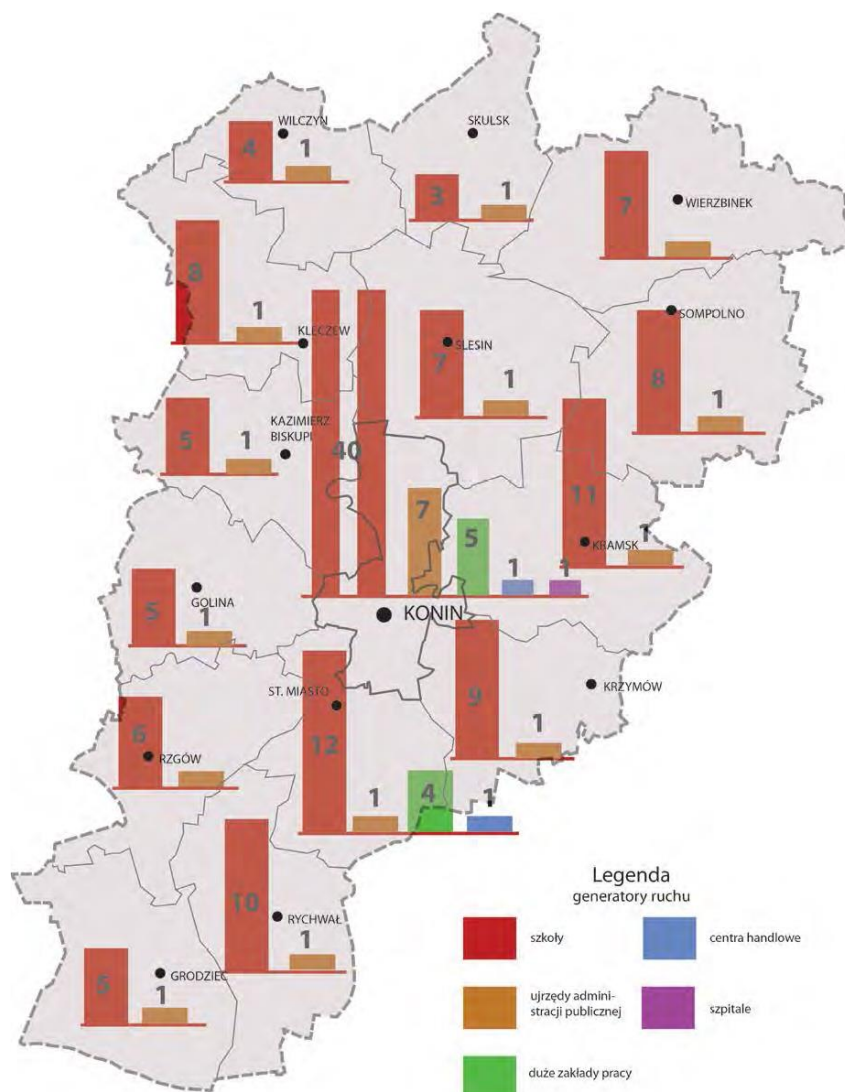 WILCZYN
4
1
SKULSK
3
1
7
WIERZBINEK
8
1
KLECZEW
40
7
ŚLESIN
1
SOMPOLNO
8
1
5
1
KAZIMIERZ
BISKUPI
7
5
1
1
11
KRAMSK
1
5
GOLINA
1
KONIN
ST. MIASTO
12
1
4
1
9
KRZYMÓW
1
6
RZGÓW
10
RYCHWAŁ
1
5
GRODZIEC
1
Legenda
generatory ruchu
szkoły
centra handlowe
ujrzędy admini-
stracji publicznej
szpitale
duże zakłady pracy